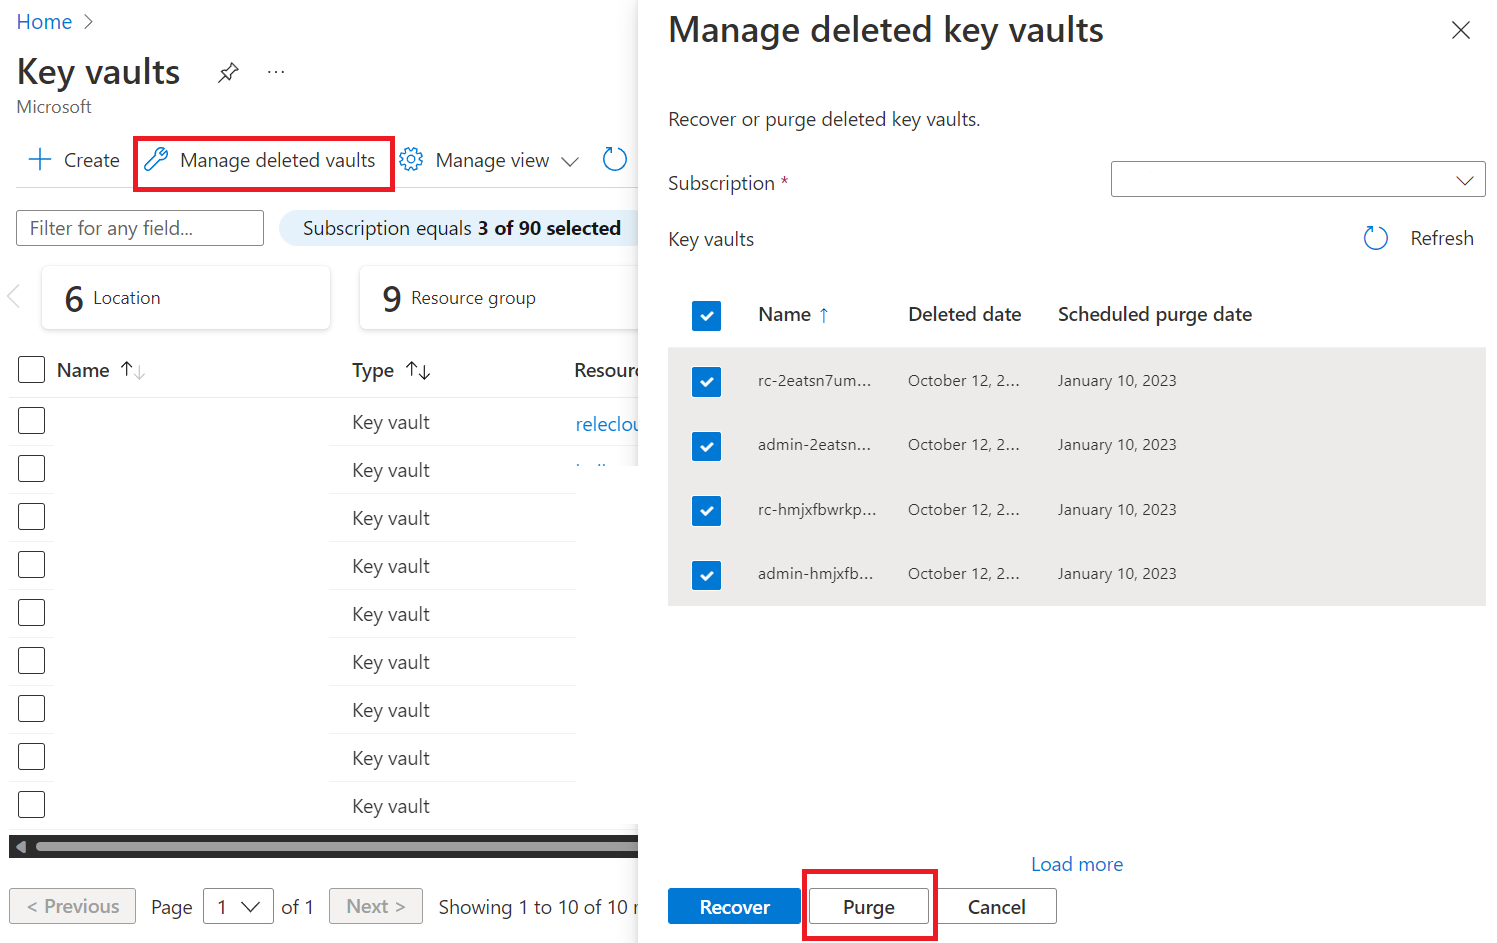 Home
Key vaults
...
Microsoft
Create
Manage deleted vaults
Manage view
Filter for any field...
Subscription equals 3 of 90 selected
6 Location
9 Resource group
Name
Type
Resour
Key vault
releclou
Key vault
Key vault
Key vault
Key vault
Key vault
Key vault
Key vault
Key vault
< Previous
Page 1 of 1
Next >
Showing 1 to 10 of 10
Manage deleted key vaults
Recover or purge deleted key vaults.
Subscription *
Key vaults
Refresh
Name ↑ Deleted date Scheduled purge date
rc-2eatsn7um... October 12, 2... January 10, 2023
admin-2eatsn... October 12, 2... January 10, 2023
rc-hmjxfbwrkp... October 12, 2... January 10, 2023
admin-hmjxfb... October 12, 2... January 10, 2023
Load more
Recover
Purge
Cancel